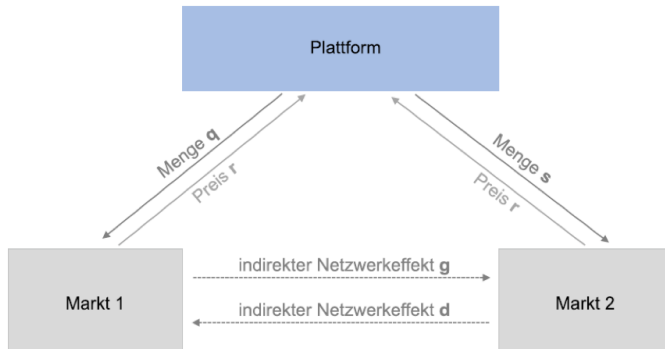 Plattform
Menge q
Preis r
Menge s
Preis r
indirekter Netzwerkeffekt g
Markt 1
Markt 2
indirekter Netzwerkeffekt d